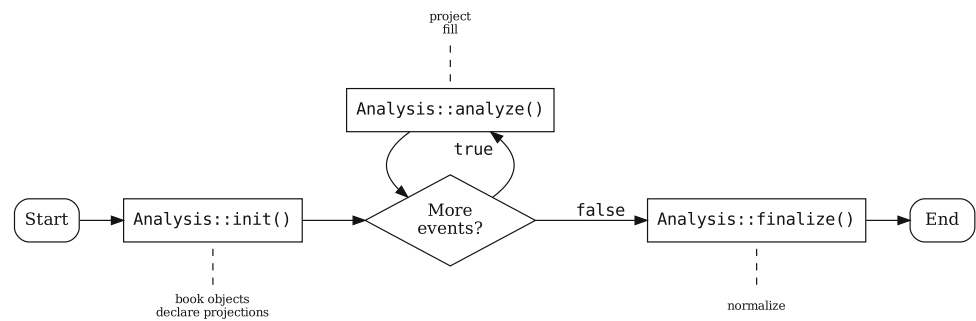 project
fill
Analysis::analyze()
true
Start
Analysis::init()
More
events?
false
Analysis::finalize()
End
book objects
declare projections
normalize